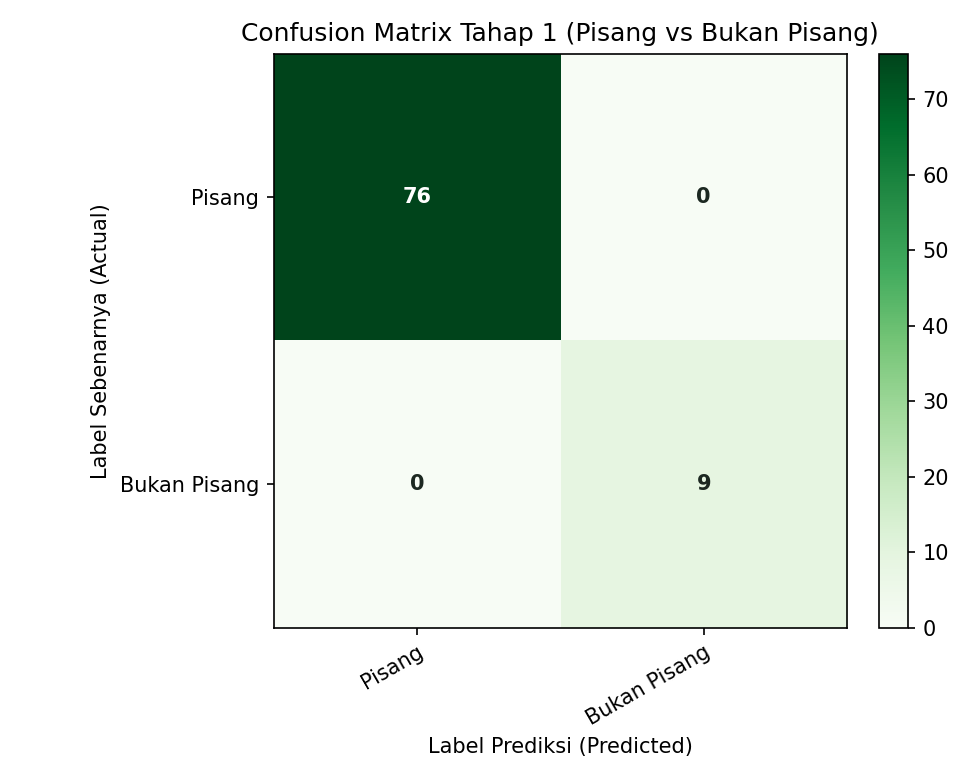 Confusion Matrix Tahap 1 (Pisang vs Bukan Pisang)
Label Sebenarnya (Actual)
Pisang
76
0
Bukan Pisang
0
9
Pisang
Bukan Pisang
Label Prediksi (Predicted)
70
60
50
40
30
20
10
0